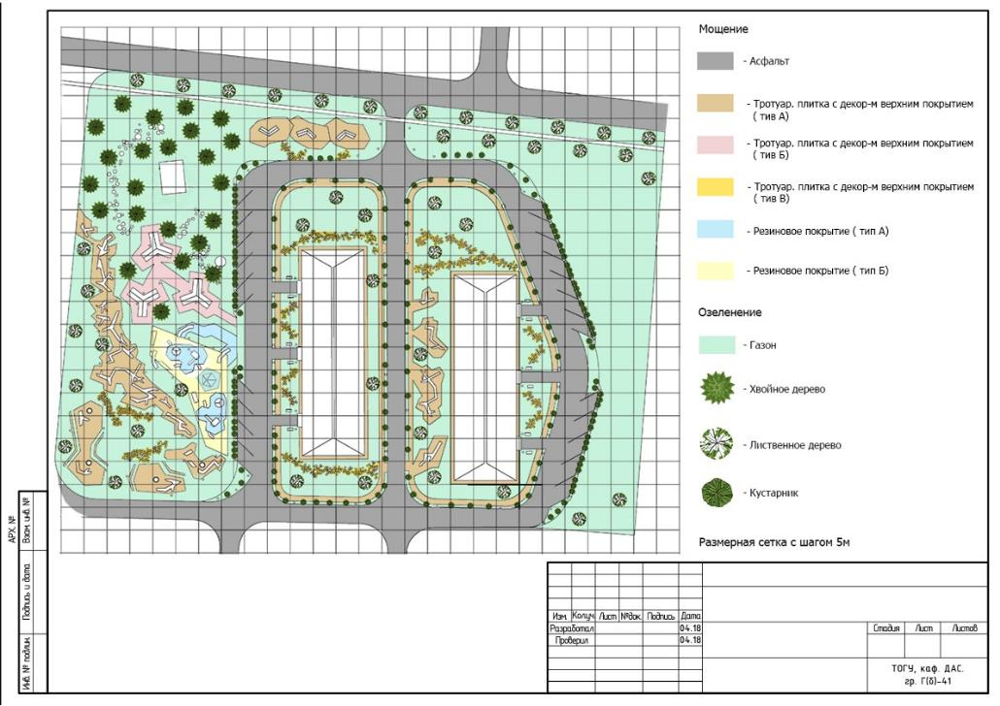 Мощение
- Асфальт
- Тротуар. плитка с декор-м верхним покрытием
( тив А)
- Тротуар. плитка с декор-м верхним покрытием
( тив Б)
- Тротуар. плитка с декор-м верхним покрытием
( тив В)
- Резиновое покрытие ( тип А)
- Резиновое покрытие ( тип Б)
Озеленение
- Газон
- Хвойное дерево
- Лиственное дерево
- Кустарник
Размерная сетка с шагом 5м
АРХ. №
Взам. инв. №
Подпись и дата
Инв. № подлин.
Изм. Колуч Лист №док. Подпись Дата
Разработал 04.18
Проверил 04.18
Стадия Лист Листов
ТОГУ, каф. ДАС.
гр. Г(б)-41